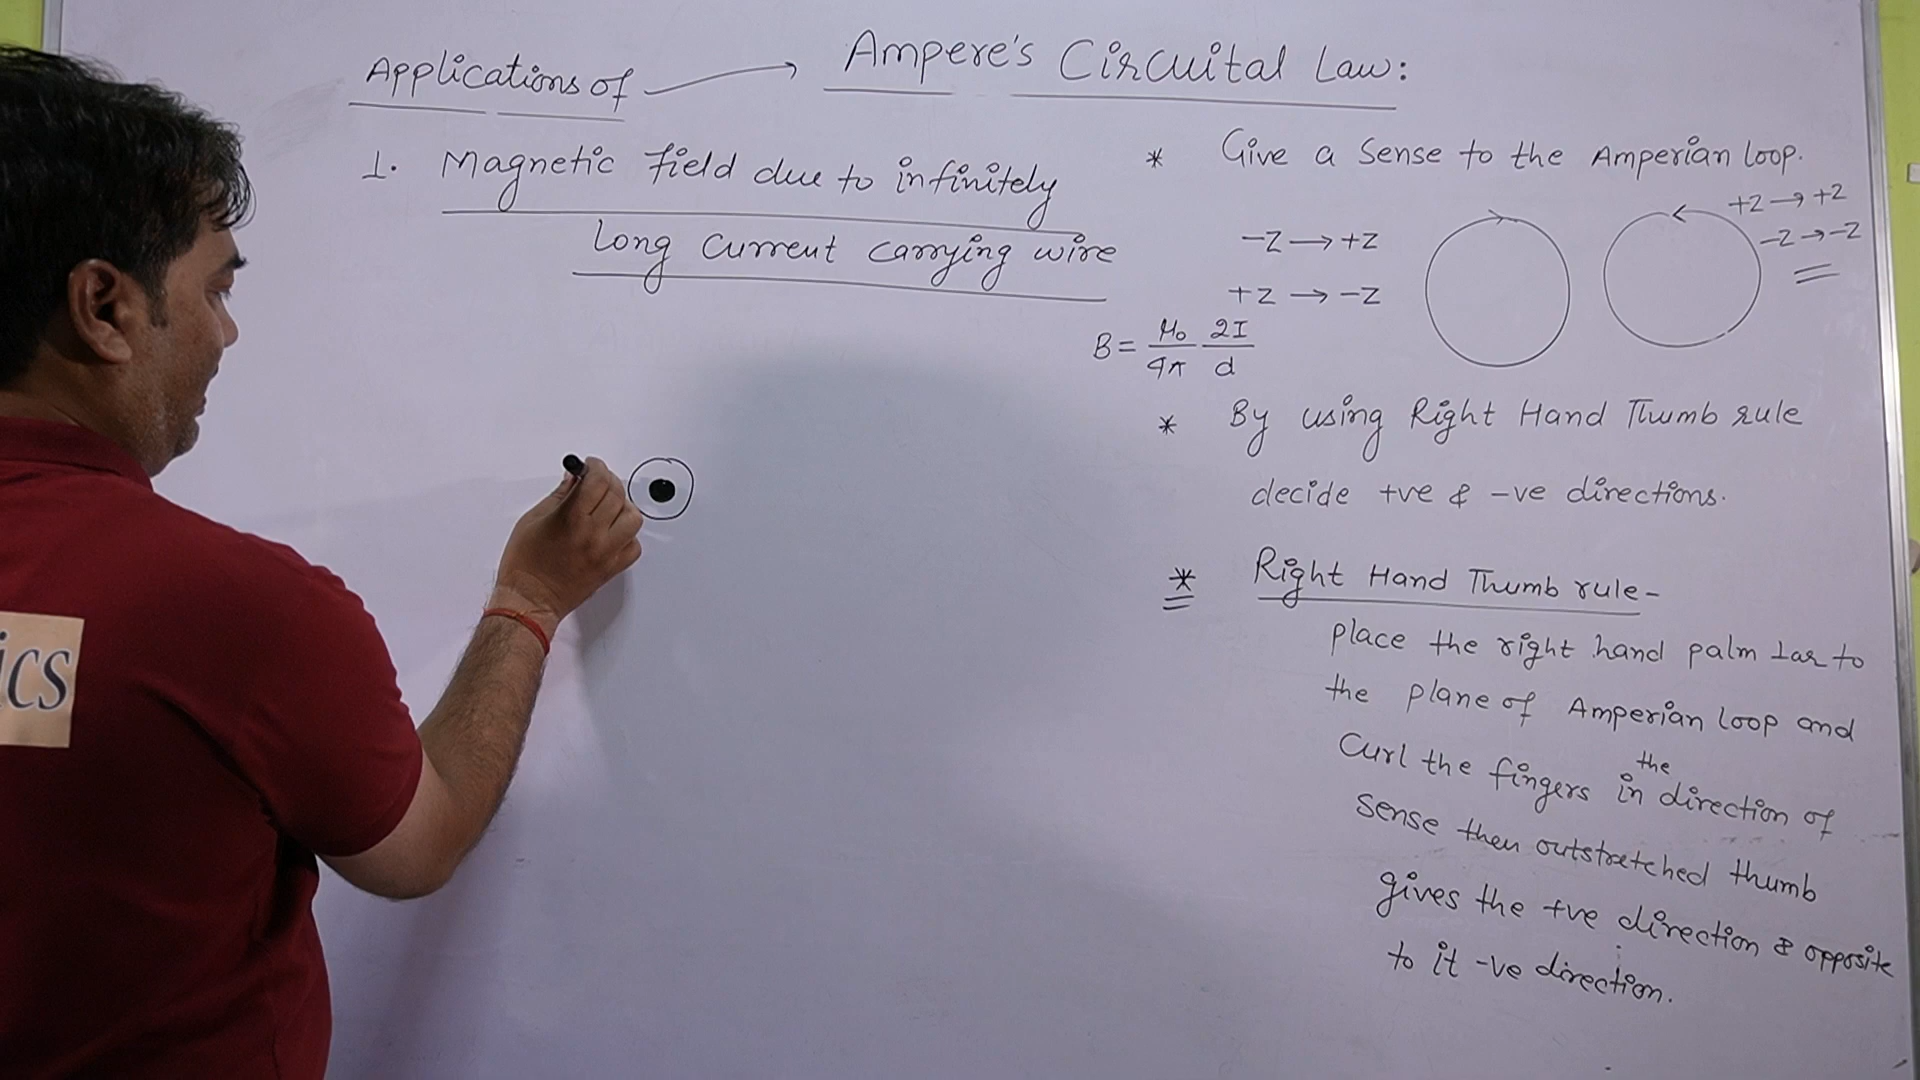 Applications of → Ampere's Circuital Law:
1. Magnetic field due to infinitely
long current carrying wire
* Give a sense to the Amperian loop.
-Z → +Z
+Z → -Z
+Z → +Z
-Z → -Z
B = μ₀/4π 2I/d
* By using Right Hand Thumb rule
decide +ve & -ve directions.
* Right Hand Thumb rule-
place the right hand palm ⊥ar to
the plane of Amperian loop and
Curl the fingers in the direction of
sense then outstretched thumb
gives the +ve direction & opposite
to it -ve direction.
ics